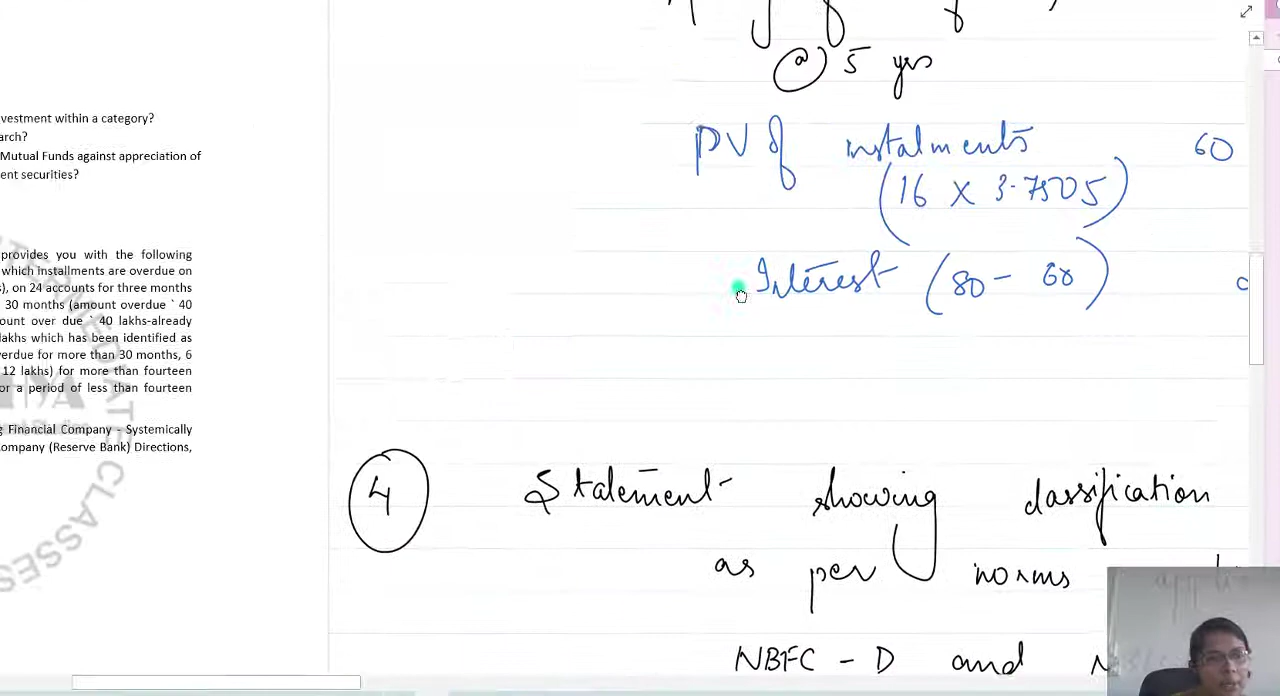 @ 5 yrs
PV of instalments 60
(16 x 3.7505)
Interest (80 - 60)
4 Statement showing classification
as per norms
NBFC - D and
vestment within a category?
arch?
Mutual Funds against appreciation of
ent securities?
provides you with the following
which installments are overdue on
s), on 24 accounts for three months
30 months (amount overdue ` 40
ount over due ` 40 lakhs-already
lakhs which has been identified as
verdue for more than 30 months, 6
12 lakhs) for more than fourteen
or a period of less than fourteen
g Financial Company - Systemically
ompany (Reserve Bank) Directions,
TERMEDIATE CLASSES